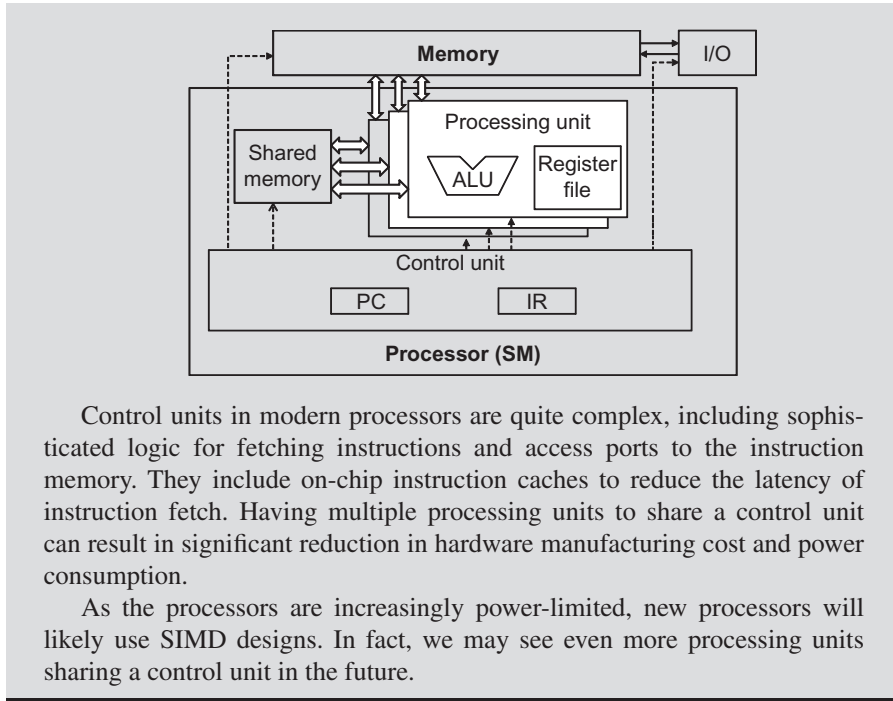 Memory
I/O
Processing unit
Shared
memory
ALU
Register
file
Control unit
PC
IR
Processor (SM)
Control units in modern processors are quite complex, including sophis-
ticated logic for fetching instructions and access ports to the instruction
memory. They include on-chip instruction caches to reduce the latency of
instruction fetch. Having multiple processing units to share a control unit
can result in significant reduction in hardware manufacturing cost and power
consumption.
As the processors are increasingly power-limited, new processors will
likely use SIMD designs. In fact, we may see even more processing units
sharing a control unit in the future.